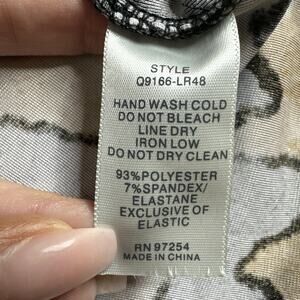 STYLE
Q9166-LR48
HAND WASH COLD
DO NOT BLEACH
LINE DRY
IRON LOW
DO NOT DRY CLEAN
93%POLYESTER
7%SPANDEX/
ELASTANE
EXCLUSIVE OF
ELASTIC
RN 97254
MADE IN CHINA